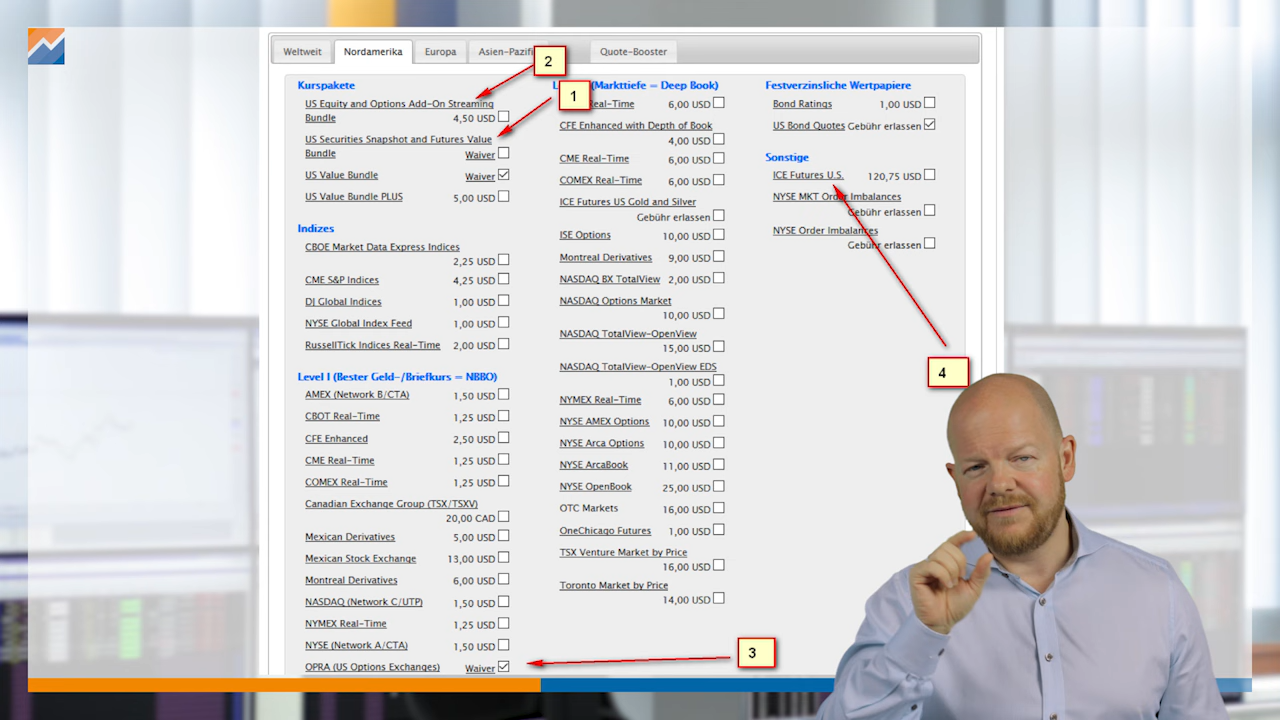 Weltweit
Nordamerika
Europa
Asien-Pazifi
Quote-Booster
2
1
Kurspakete
US Equity and Options Add-On Streaming
Bundle 4,50 USD
US Securities Snapshot and Futures Value
Bundle Waiver
US Value Bundle Waiver
US Value Bundle PLUS 5,00 USD
Indizes
CBOE Market Data Express Indices
2,25 USD
CME S&P Indices 4,25 USD
DJ Global Indices 1,00 USD
NYSE Global Index Feed 1,00 USD
RussellTick Indices Real-Time 2,00 USD
Level I (Bester Geld-/Briefkurs = NBBO)
AMEX (Network B/CTA) 1,50 USD
CBOT Real-Time 1,25 USD
CFE Enhanced 2,50 USD
CME Real-Time 1,25 USD
COMEX Real-Time 1,25 USD
Canadian Exchange Group (TSX/TSXV)
20,00 CAD
Mexican Derivatives 5,00 USD
Mexican Stock Exchange 13,00 USD
Montreal Derivatives 6,00 USD
NASDAQ (Network C/UTP) 1,50 USD
NYMEX Real-Time 1,25 USD
NYSE (Network A/CTA) 1,50 USD
OPRA (US Options Exchanges) Waiver
(Markttiefe = Deep Book)
Real-Time 6,00 USD
CFE Enhanced with Depth of Book
4,00 USD
CME Real-Time 6,00 USD
COMEX Real-Time 6,00 USD
ICE Futures US Gold and Silver
Gebühr erlassen
ISE Options 10,00 USD
Montreal Derivatives 9,00 USD
NASDAQ BX TotalView 2,00 USD
NASDAQ Options Market
10,00 USD
NASDAQ TotalView-OpenView
15,00 USD
NASDAQ TotalView-OpenView EDS
1,00 USD
NYMEX Real-Time 6,00 USD
NYSE AMEX Options 10,00 USD
NYSE Arca Options 10,00 USD
NYSE ArcaBook 11,00 USD
NYSE OpenBook 25,00 USD
OTC Markets 16,00 USD
OneChicago Futures 1,00 USD
TSX Venture Market by Price
16,00 USD
Toronto Market by Price
14,00 USD
3
Festverzinsliche Wertpapiere
Bond Ratings 1,00 USD
US Bond Quotes Gebühr erlassen
Sonstige
ICE Futures U.S. 120,75 USD
NYSE MKT Order Imbalances
Gebühr erlassen
NYSE Order Imbalances
Gebühr erlassen
4